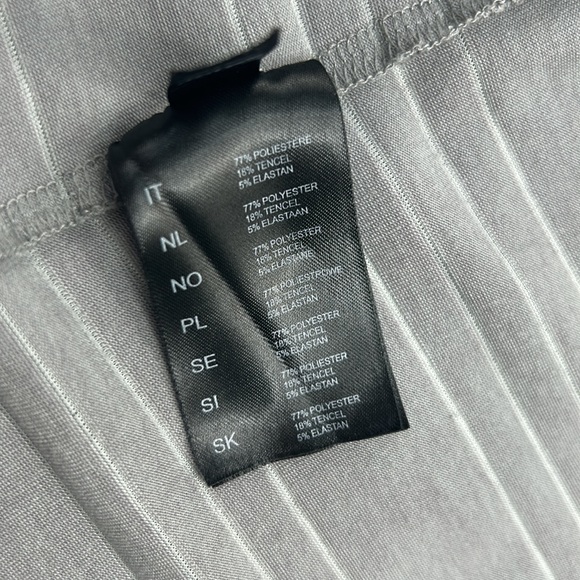 IT 77% POLIESTERE
18% TENCEL
5% ELASTAN
NL 77% POLYESTER
18% TENCEL
5% ELASTAAN
NO 77% POLYESTER
18% TENCEL
5% ELASTANE
PL 77% POLIESTROWE
18% TENCEL
5% ELASTAN
SE 77% POLYESTER
18% TENCEL
5% ELASTAN
SI 77% POLIESTER
18% TENCEL
5% ELASTAN
SK 77% POLYESTER
18% TENCEL
5% ELASTAN